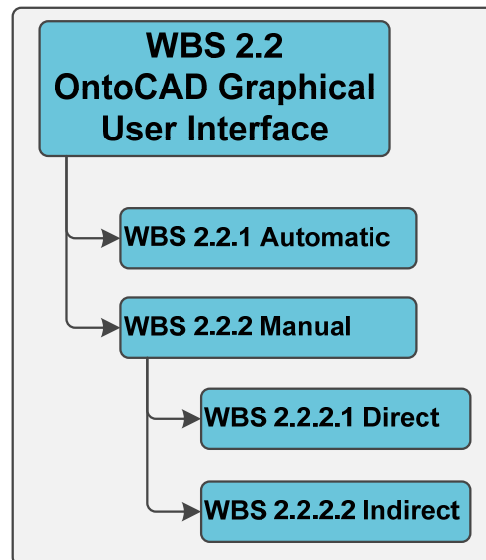 WBS 2.2
OntoCAD Graphical
User Interface
WBS 2.2.1 Automatic
WBS 2.2.2 Manual
WBS 2.2.2.1 Direct
WBS 2.2.2.2 Indirect